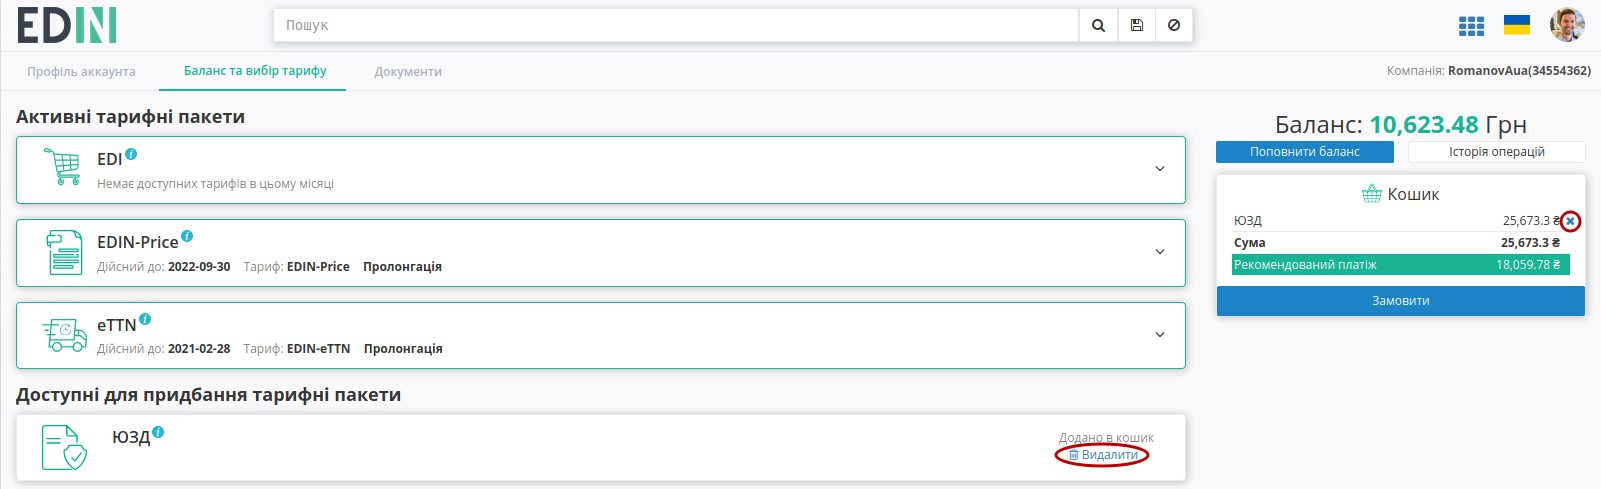 EDIN
Пошук
Профіль аккаунта
Баланс та вибір тарифу
Документи
Компанія: RomanovAua(34554362)
Активні тарифні пакети
EDI
Немає доступних тарифів в цьому місяці
EDIN-Price
Дійсний до: 2022-09-30 Тариф: EDIN-Price Пролонгація
eTTN
Дійсний до: 2021-02-28 Тариф: EDIN-eTTN Пролонгація
Доступні для придбання тарифні пакети
ЮЗД
Додано в кошик
Видалити
Баланс: 10,623.48 Грн
Поповнити баланс
Історія операцій
Кошик
ЮЗД 25,673.3 ₴
Сума 25,673.3 ₴
Рекомендований платіж 18,059.78 ₴
Замовити